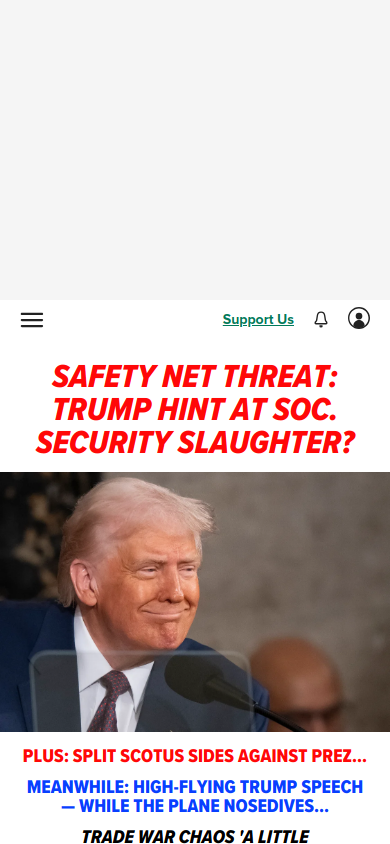 Support Us
SAFETY NET THREAT:
TRUMP HINT AT SOC.
SECURITY SLAUGHTER?
PLUS: SPLIT SCOTUS SIDES AGAINST PREZ...
MEANWHILE: HIGH-FLYING TRUMP SPEECH
— WHILE THE PLANE NOSEDIVES...
TRADE WAR CHAOS 'A LITTLE